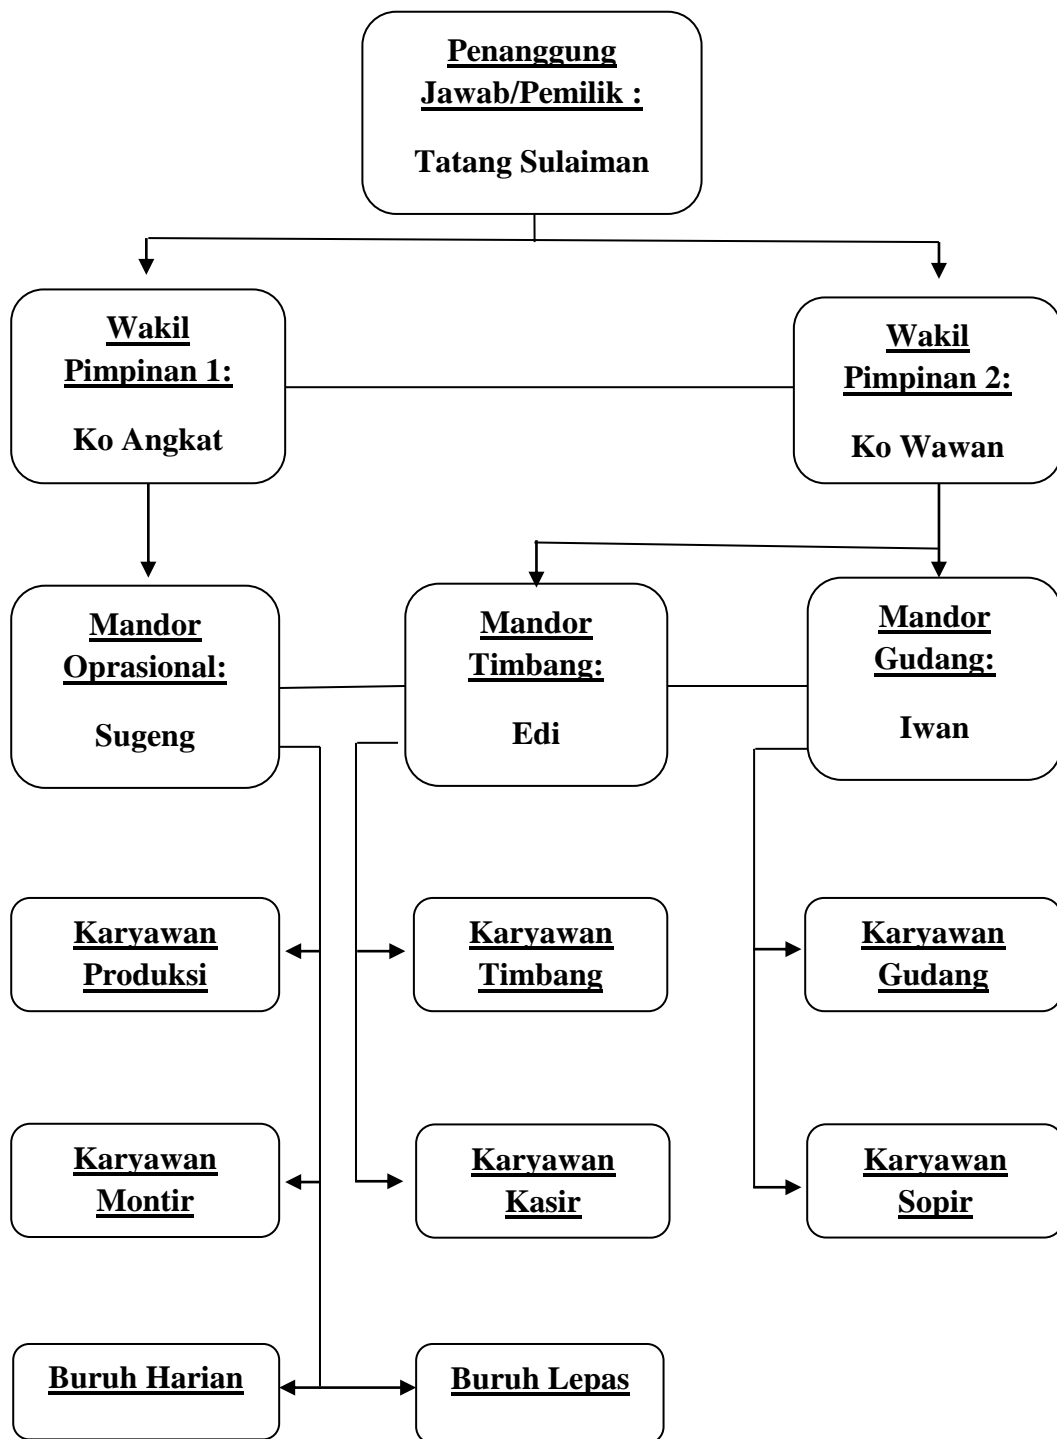 Penanggung
Jawab/Pemilik :
Tatang Sulaiman
Wakil
Pimpinan 1:
Ko Angkat
Wakil
Pimpinan 2:
Ko Wawan
Mandor
Oprasional:
Sugeng
Mandor
Timbang:
Edi
Mandor
Gudang:
Iwan
Karyawan
Produksi
Karyawan
Timbang
Karyawan
Gudang
Karyawan
Montir
Karyawan
Kasir
Karyawan
Sopir
Buruh Harian
Buruh Lepas